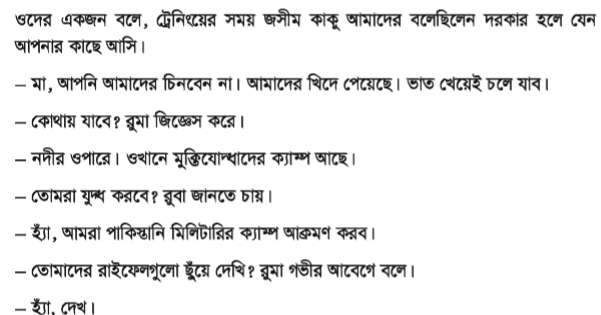 ওদের একজন বলে, ট্রেনিংয়ের সময় জসীম কাকু আমাদের বলেছিলেন দরকার হলে যেন
আপনার কাছে আসি।
– মা, আপনি আমাদের চিনবেন না। আমাদের খিদে পেয়েছে। ভাত খেয়েই চলে যাব।
– কোথায় যাবে? রুমা জিজ্ঞেস করে।
– নদীর ওপারে। ওখানে মুক্তিযোদ্ধাদের ক্যাম্প আছে।
– তোমরা যুদ্ধ করবে? রুবা জানতে চায়।
– হ্যাঁ, আমরা পাকিস্তানি মিলিটারির ক্যাম্প আক্রমণ করব।
– তোমাদের রাইফেলগুলো ছুঁয়ে দেখি? রুমা গভীর আবেগে বলে।
– হ্যাঁ, দেখ।